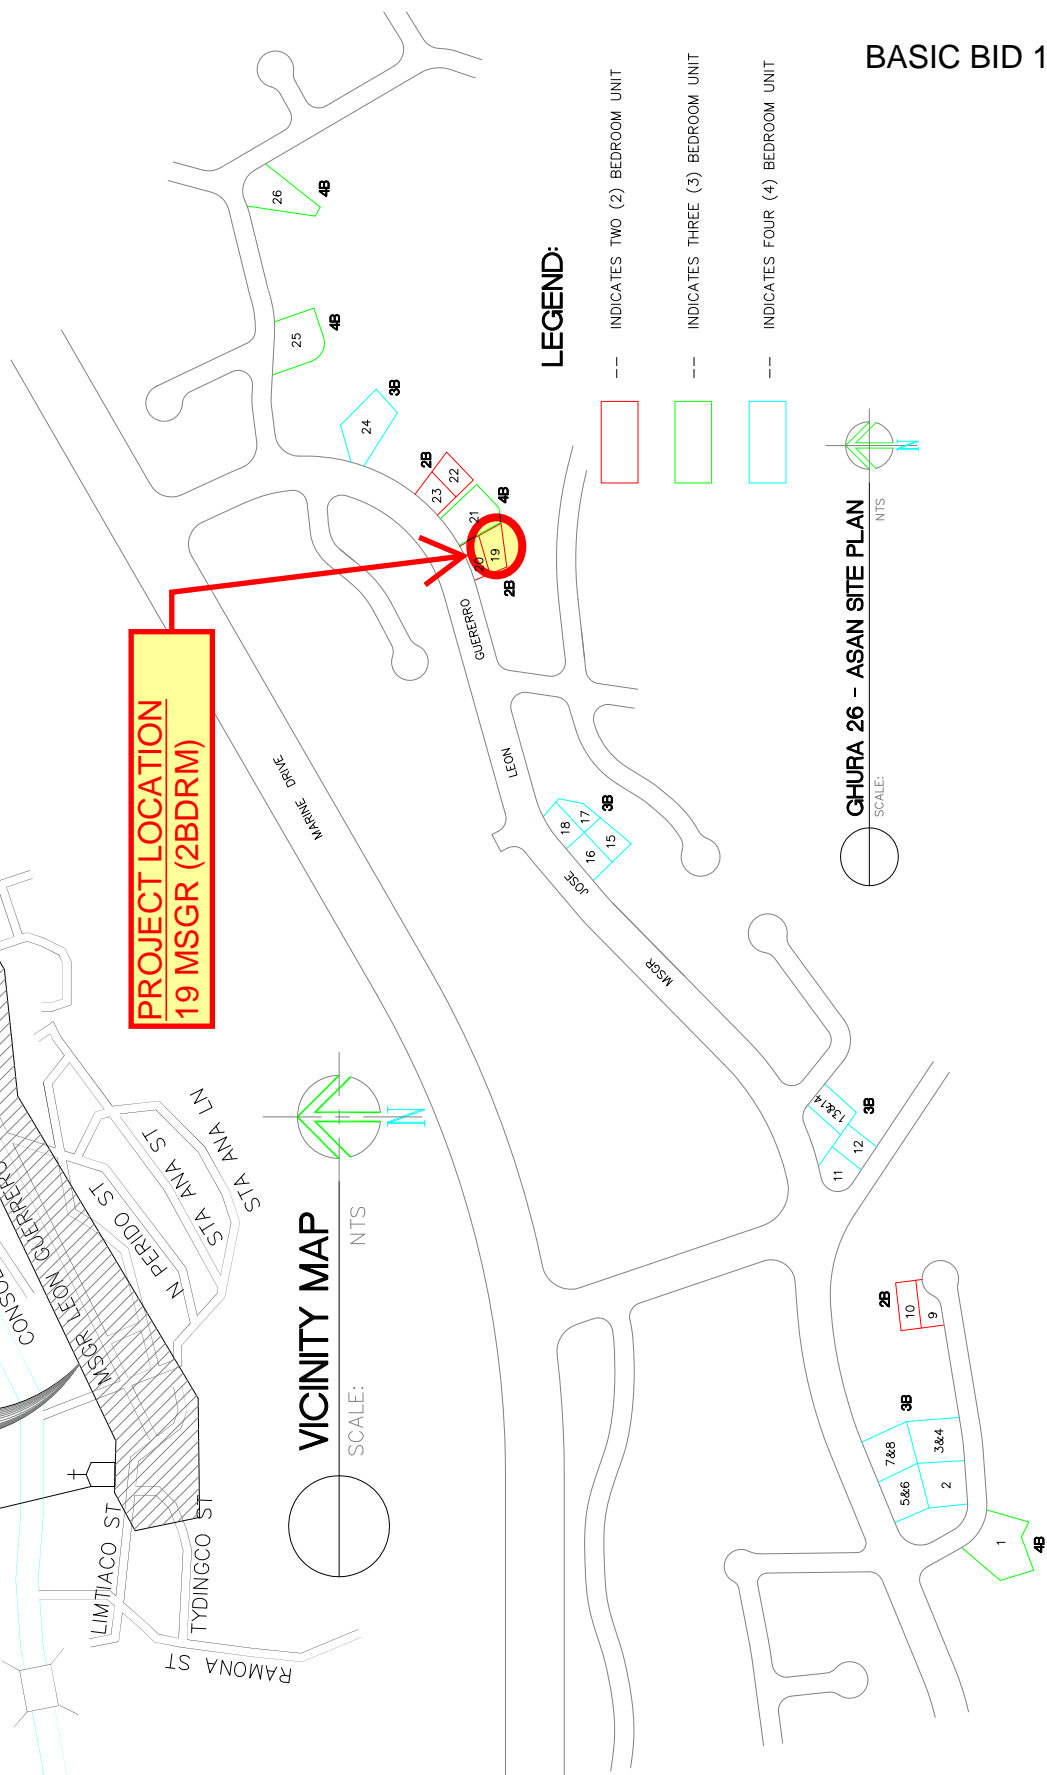 BASIC BID 1
PROJECT LOCATION
19 MSGR (2BDRM)
LEGEND:
-- INDICATES TWO (2) BEDROOM UNIT
-- INDICATES THREE (3) BEDROOM UNIT
-- INDICATES FOUR (4) BEDROOM UNIT
GHURA 26 - ASAN SITE PLAN
SCALE: NTS
N
VICINITY MAP
SCALE: NTS
N
MARINE DRIVE
MSGR JOSE LEON GUERERRO
26
4B
25
4B
24
3B
2B
22
23
21
4B
20
19
2B
18
17
3B
16
15
13&14
3B
12
11
2B
10
9
3B
7&8
3&4
5&6
2
1
4B
MSGR LEON GUERRERO
STA ANA LN
STA ANA ST
N PERIDO ST
LIMTIACO ST
TYDINGCO ST
RAMONA ST